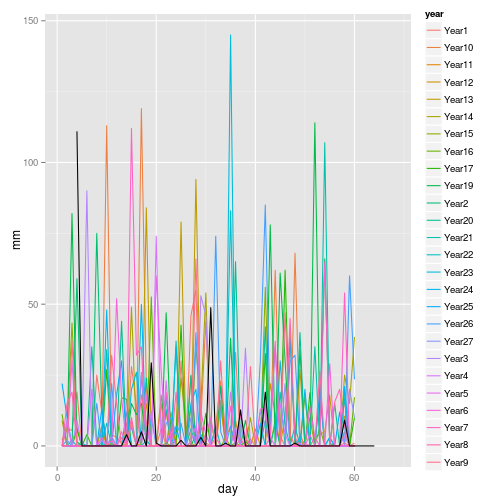 year
Year1
Year10
Year11
Year12
Year13
Year14
Year15
Year16
Year17
Year19
Year2
Year20
Year21
Year22
Year23
Year24
Year25
Year26
Year27
Year3
Year4
Year5
Year6
Year7
Year8
Year9
150
100
50
0
mm
0
20
40
60
day